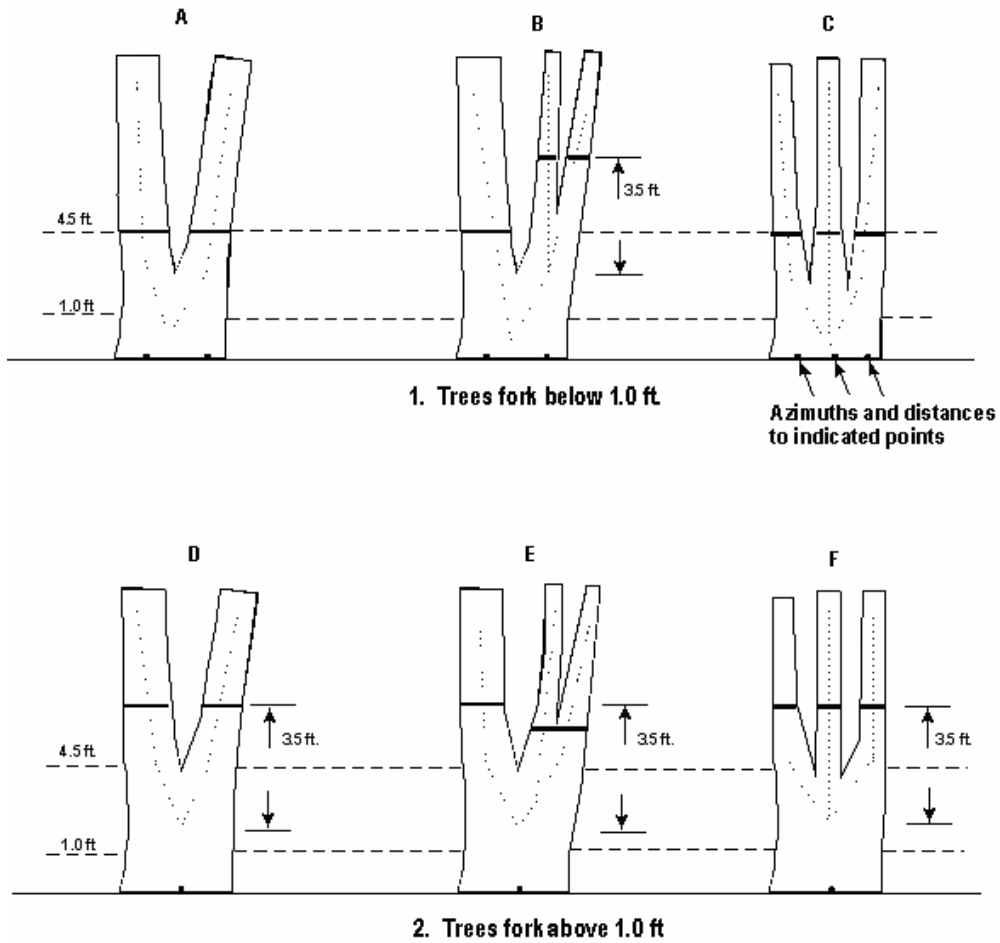 A B C
3.5 ft.
4.5 ft.
1.0 ft
1. Trees fork below 1.0 ft.
Azimuths and distances
to indicated points
D E F
3.5 ft. 3.5 ft. 3.5 ft.
4.5 ft.
1.0 ft
2. Trees fork above 1.0 ft